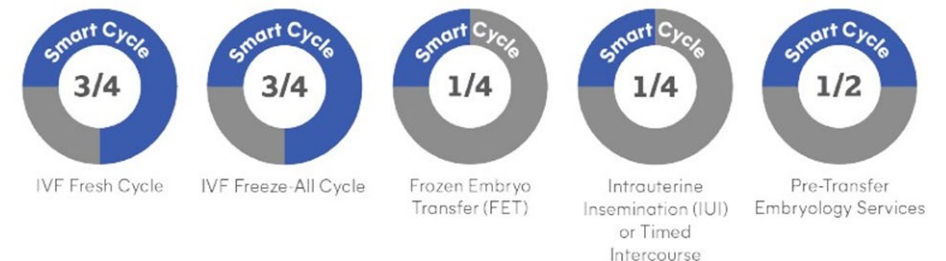 Smart Cycle
3/4
IVF Fresh Cycle
Smart Cycle
3/4
IVF Freeze-All Cycle
Smart Cycle
1/4
Frozen Embryo
Transfer (FET)
Smart Cycle
1/4
Intrauterine
Insemination (IUI)
or Timed
Intercourse
Smart Cycle
1/2
Pre-Transfer
Embryology Services